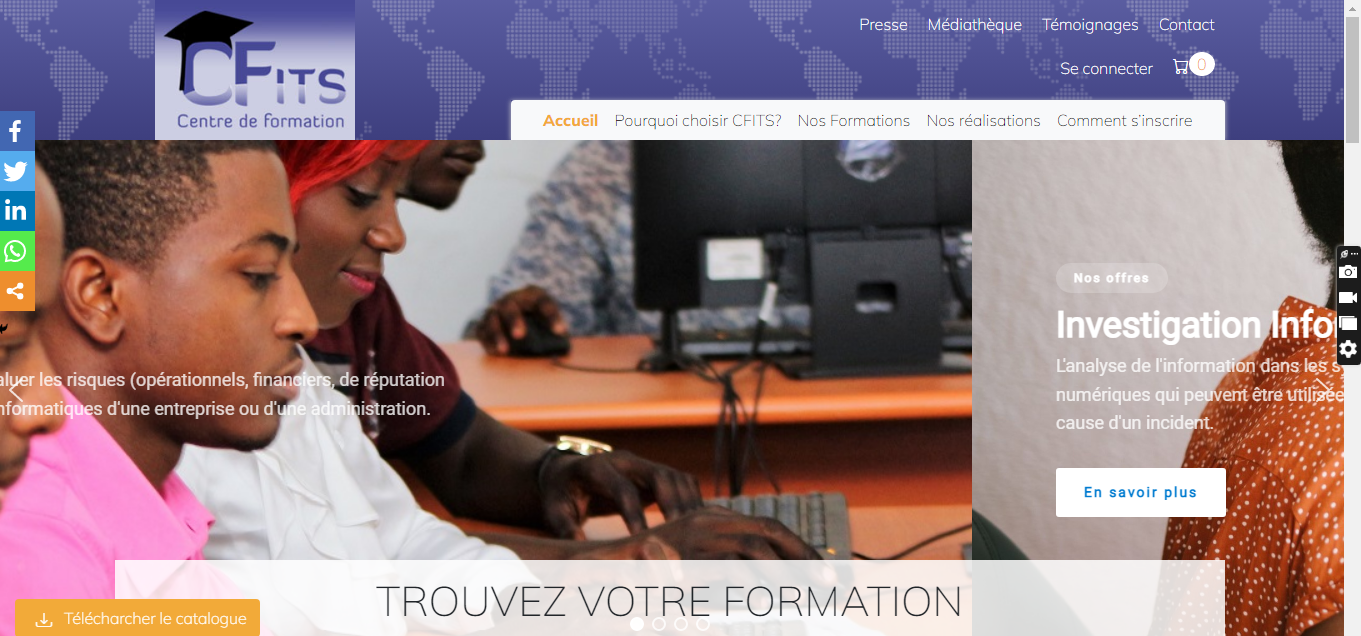 Presse Médiathèque Témoignages Contact
CFITS
Centre de formation
Se connecter 0
Accueil Pourquoi choisir CFITS? Nos Formations Nos réalisations Comment s'inscrire
Nos offres
Investigation Info
L'analyse de l'information dans les s
aluer les risques (opérationnels, financiers, de réputation
numériques qui peuvent être utilisée
nformatiques d'une entreprise ou d'une administration.
cause d'un incident.
En savoir plus
TROUVEZ VOTRE FORMATION
Télécharcher le catalogue